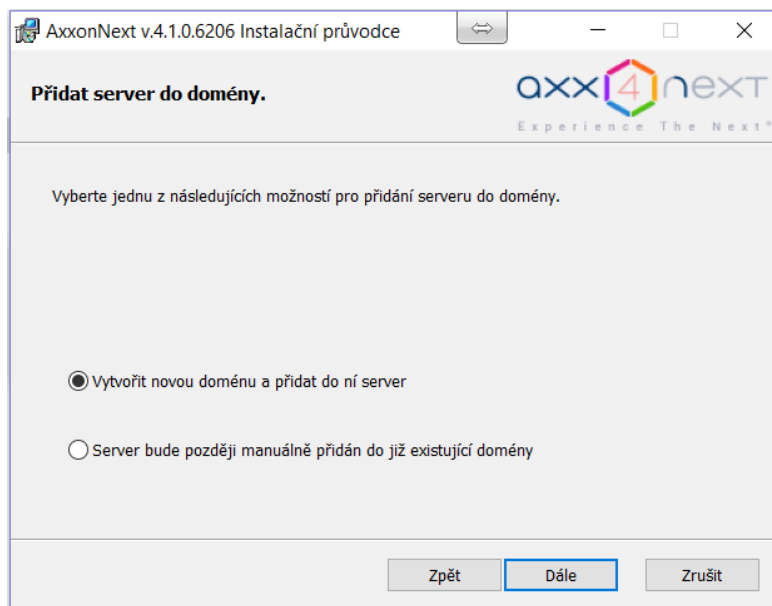 AxxonNext v.4.1.0.6206 Instalační průvodce
Přidat server do domény.
axx4next
Experience The Next®
Vyberte jednu z následujících možností pro přidání serveru do domény.
Vytvořit novou doménu a přidat do ní server
Server bude později manuálně přidán do již existující domény
Zpět Dále Zrušit